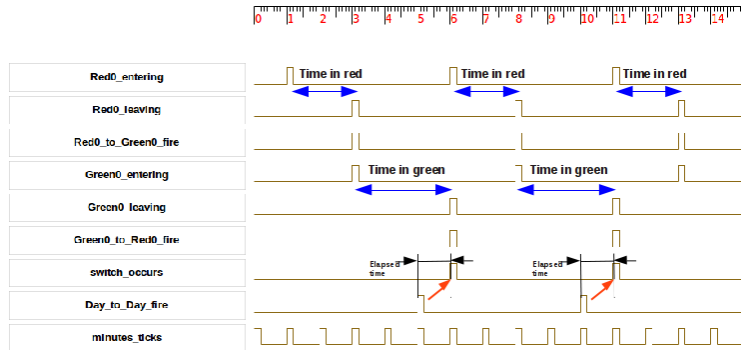 0 1 2 3 4 5 6 7 8 9 10 11 12 13 14
Red0_entering Time in red Time in red Time in red
Red0_leaving
Red0_to_Green0_fire
Green0_entering Time in green Time in green
Green0_leaving
Green0_to_Red0_fire
switch_occurs Elapsed time Elapsed time
Day_to_Day_fire
minutes_ticks